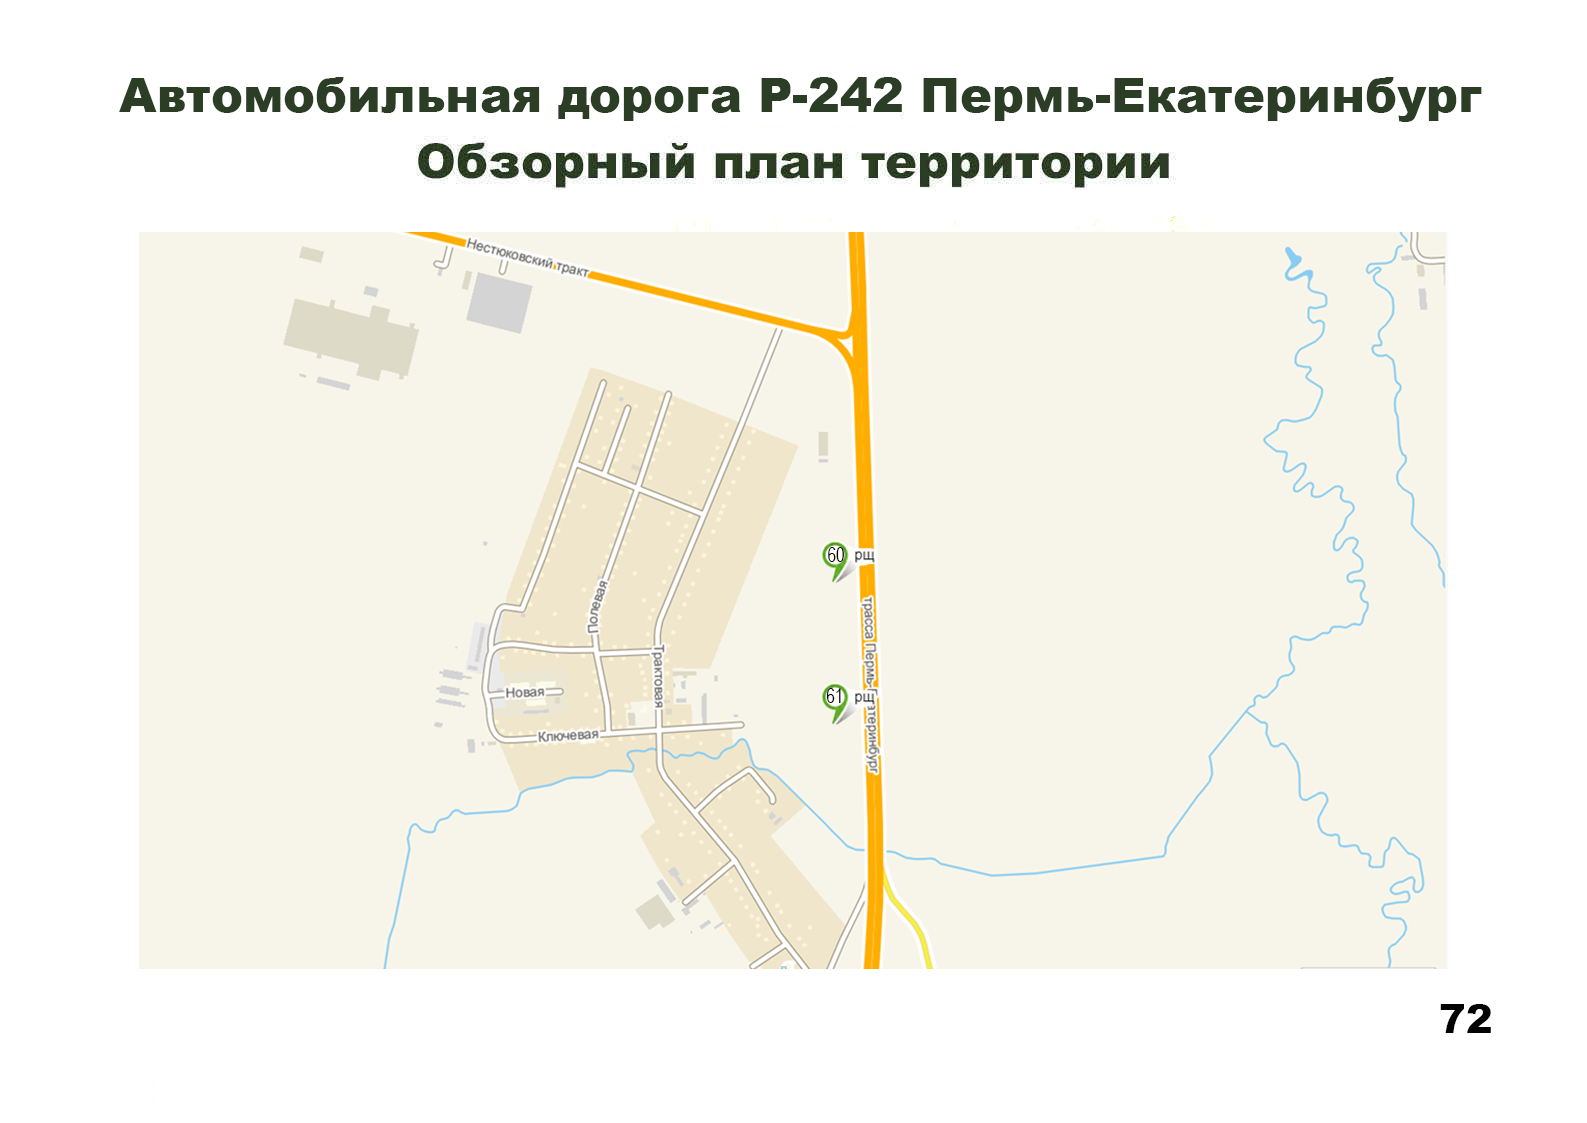 Автомобильная дорога Р-242 Пермь-Екатеринбург
Обзорный план территории
Нестюковский тракт
60 рщ
Полевая
трасса Пермь-Екатеринбург
Трактовая
Новая
61 рщ
Ключевая
72